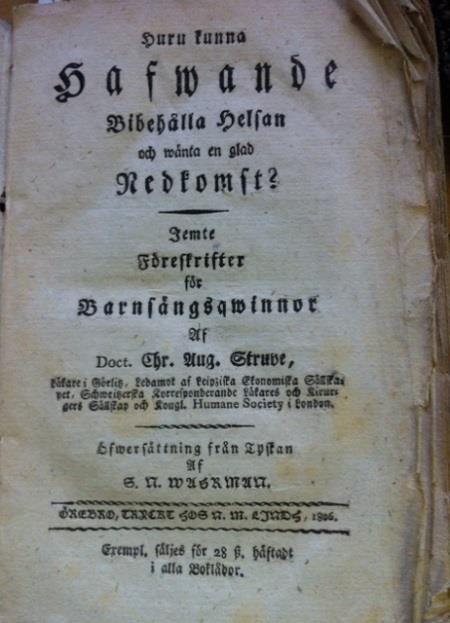 Huru kunna
Hafwande
Bibehålla Helsan
och wänta en glad
Nedkomst?
Jemte
Föreskrifter
för
Barnsängsqwinnor
Af
Doct. Chr. Aug. Struve,
Läkare i Görlitz, Ledamot af Leipziska Ekonomiska Sällska-
pet, Schweitzerska Korresponderande Läkares och Kirur-
gers Sällskap och Kongl. Humane Society i London.
Öfwersättning från Tyskan
Af
S. N. WAHRMAN.
ÖREBRO, TRYCKT HOS N. M. LINDH, 1806.
Exempl. säljes för 28 ß. häftadt
i alla Boklådor.